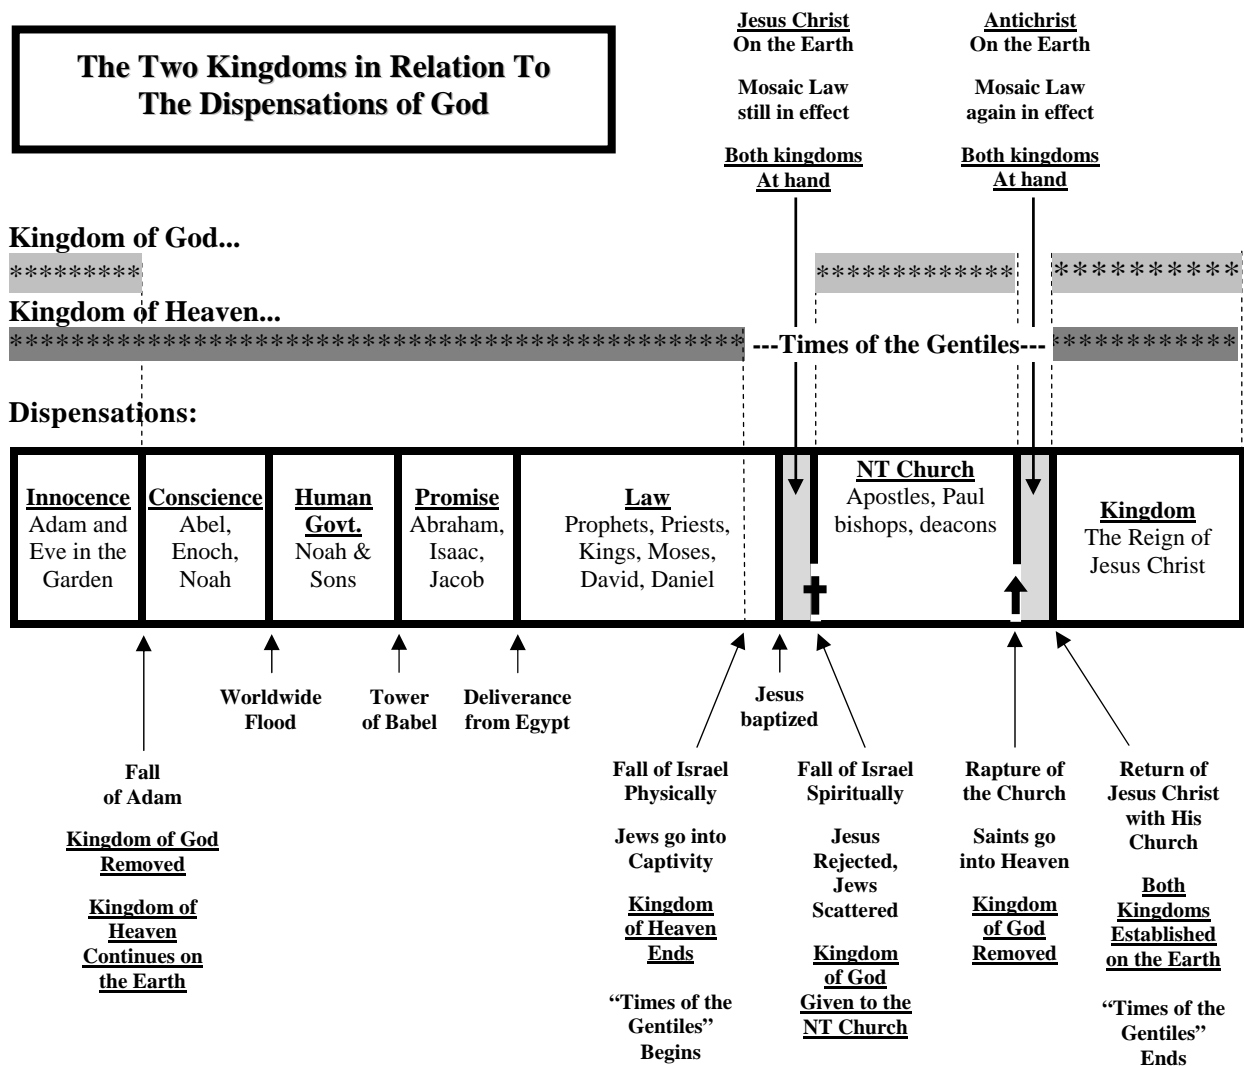 The Two Kingdoms in Relation To
The Dispensations of God
Jesus Christ
On the Earth
Mosaic Law
still in effect
Both kingdoms
At hand
Antichrist
On the Earth
Mosaic Law
again in effect
Both kingdoms
At hand
Kingdom of God...
*********
*************
**********
Kingdom of Heaven...
************************************************
---Times of the Gentiles---
************
Dispensations:
Innocence
Adam and
Eve in the
Garden
Conscience
Abel,
Enoch,
Noah
Human
Govt.
Noah &
Sons
Promise
Abraham,
Isaac,
Jacob
Law
Prophets, Priests,
Kings, Moses,
David, Daniel
NT Church
Apostles, Paul
bishops, deacons
Kingdom
The Reign of
Jesus Christ
Fall
of Adam
Kingdom of God
Removed
Kingdom of
Heaven
Continues on
the Earth
Worldwide
Flood
Tower
of Babel
Deliverance
from Egypt
Fall of Israel
Physically
Jews go into
Captivity
Kingdom
of Heaven
Ends
“Times of the
Gentiles”
Begins
Jesus
baptized
Fall of Israel
Spiritually
Jesus
Rejected,
Jews
Scattered
Kingdom
of God
Given to the
NT Church
Rapture of
the Church
Saints go
into Heaven
Kingdom
of God
Removed
Return of
Jesus Christ
with His
Church
Both
Kingdoms
Established
on the Earth
“Times of the
Gentiles”
Ends